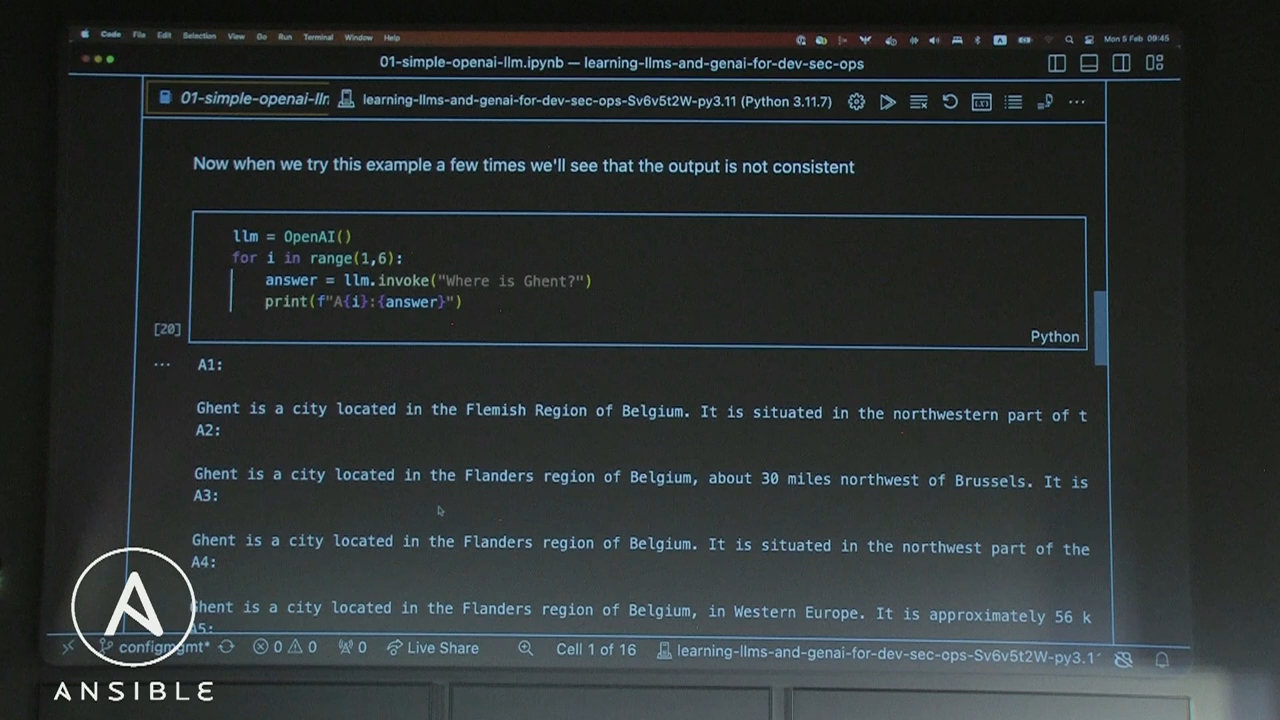 Code File Edit Selection View Go Run Terminal Window Help
Mon 5 Feb 09:45
01-simple-openai-llm.ipynb — learning-llms-and-genai-for-dev-sec-ops
01-simple-openai-llm
learning-llms-and-genai-for-dev-sec-ops-Sv6v5t2W-py3.11 (Python 3.11.7)
Now when we try this example a few times we'll see that the output is not consistent
llm = OpenAI()
for i in range(1,6):
answer = llm.invoke("Where is Ghent?")
print(f"A{i}:{answer}")
[20]
Python
... A1:
Ghent is a city located in the Flemish Region of Belgium. It is situated in the northwestern part of t
A2:
Ghent is a city located in the Flanders region of Belgium, about 30 miles northwest of Brussels. It is
A3:
Ghent is a city located in the Flanders region of Belgium. It is situated in the northwest part of the
A4:
Ghent is a city located in the Flanders region of Belgium, in Western Europe. It is approximately 56 k
A5:
configmgmt* 0 0 0 Live Share Cell 1 of 16 learning-llms-and-genai-for-dev-sec-ops-Sv6v5t2W-py3.1
ANSIBLE